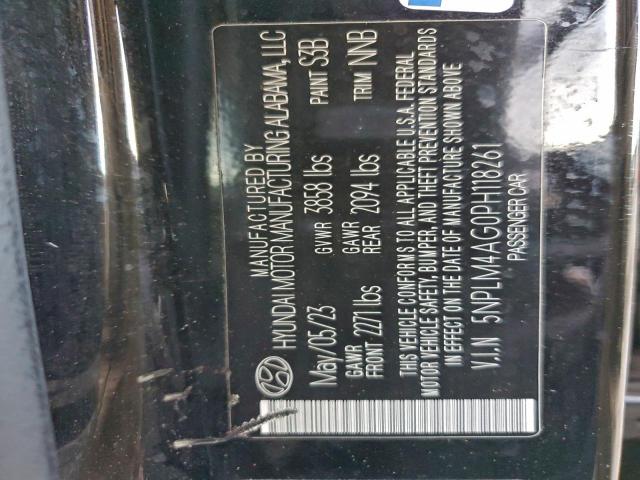 MANUFACTURED BY
HYUNDAI MOTOR MANUFACTURING ALABAMA, LLC
May/05/23 GVWR 3858 lbs PAINT S3B
GAWR FRONT 2271 lbs GAWR REAR 2094 lbs TRIM NNB
THIS VEHICLE CONFORMS TO ALL APPLICABLE U.S.A. FEDERAL
MOTOR VEHICLE SAFETY, BUMPER, AND THEFT PREVENTION STANDARDS
IN EFFECT ON THE DATE OF MANUFACTURE SHOWN ABOVE
V.I.N 5NPLM4AG0PH118261
PASSENGER CAR